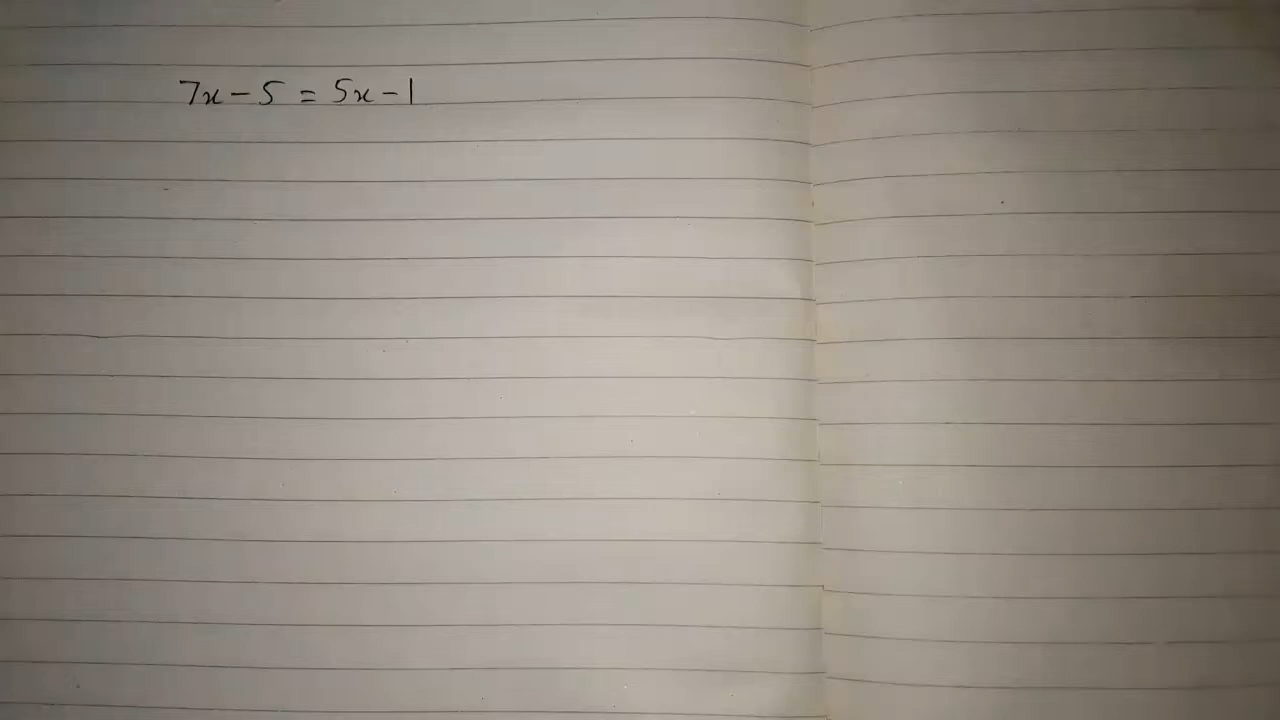 7x - 5 = 5x - 1